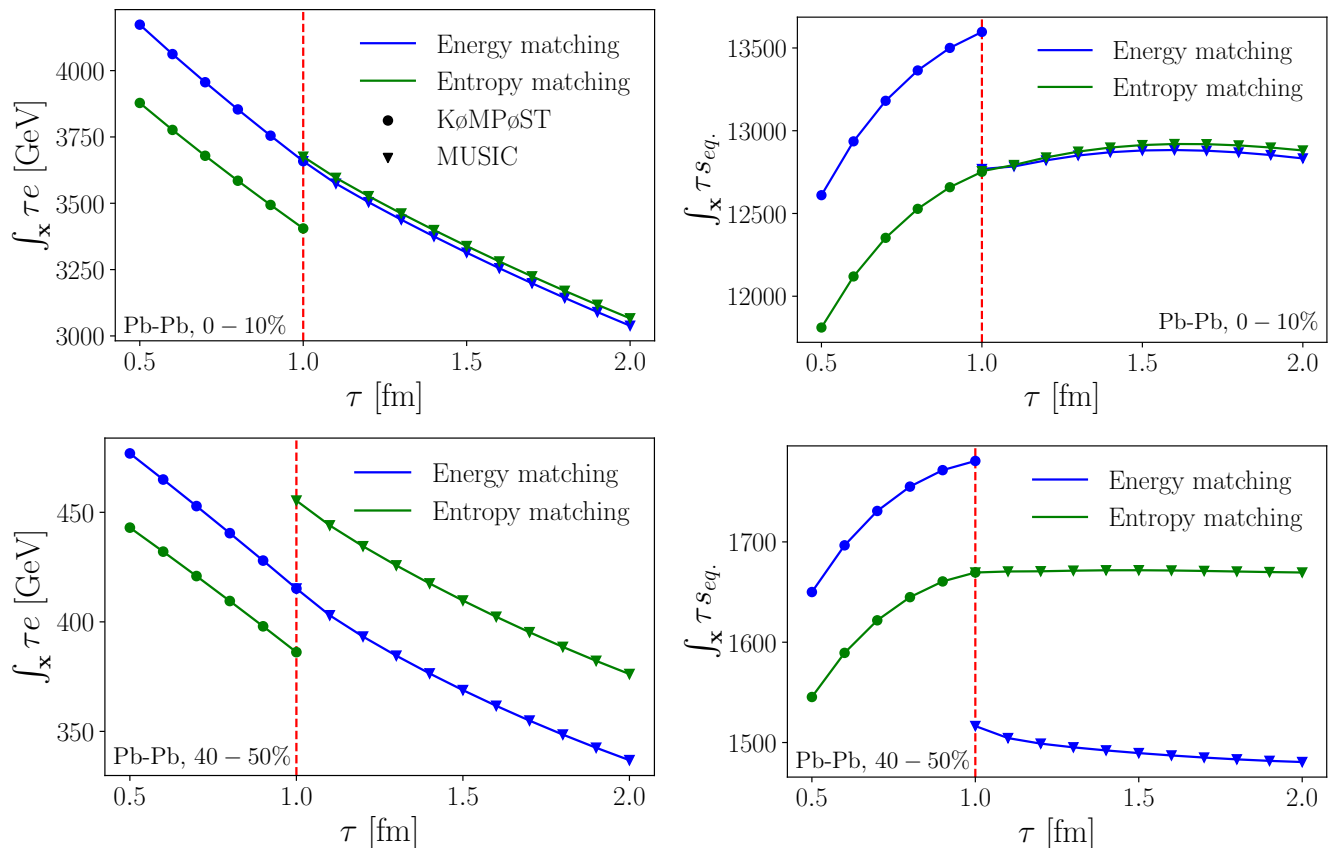 ∫ₓ τe [GeV]
4000
3750
3500
3250
3000
Energy matching
Entropy matching
KøMPøST
MUSIC
Pb-Pb, 0 − 10%
0.5 1.0 1.5 2.0
τ [fm]
∫ₓ τs_{eq.}
13500
13000
12500
12000
Energy matching
Entropy matching
Pb-Pb, 0 − 10%
0.5 1.0 1.5 2.0
τ [fm]
∫ₓ τe [GeV]
450
400
350
Energy matching
Entropy matching
Pb-Pb, 40 − 50%
0.5 1.0 1.5 2.0
τ [fm]
∫ₓ τs_{eq.}
1700
1600
1500
Energy matching
Entropy matching
Pb-Pb, 40 − 50%
0.5 1.0 1.5 2.0
τ [fm]